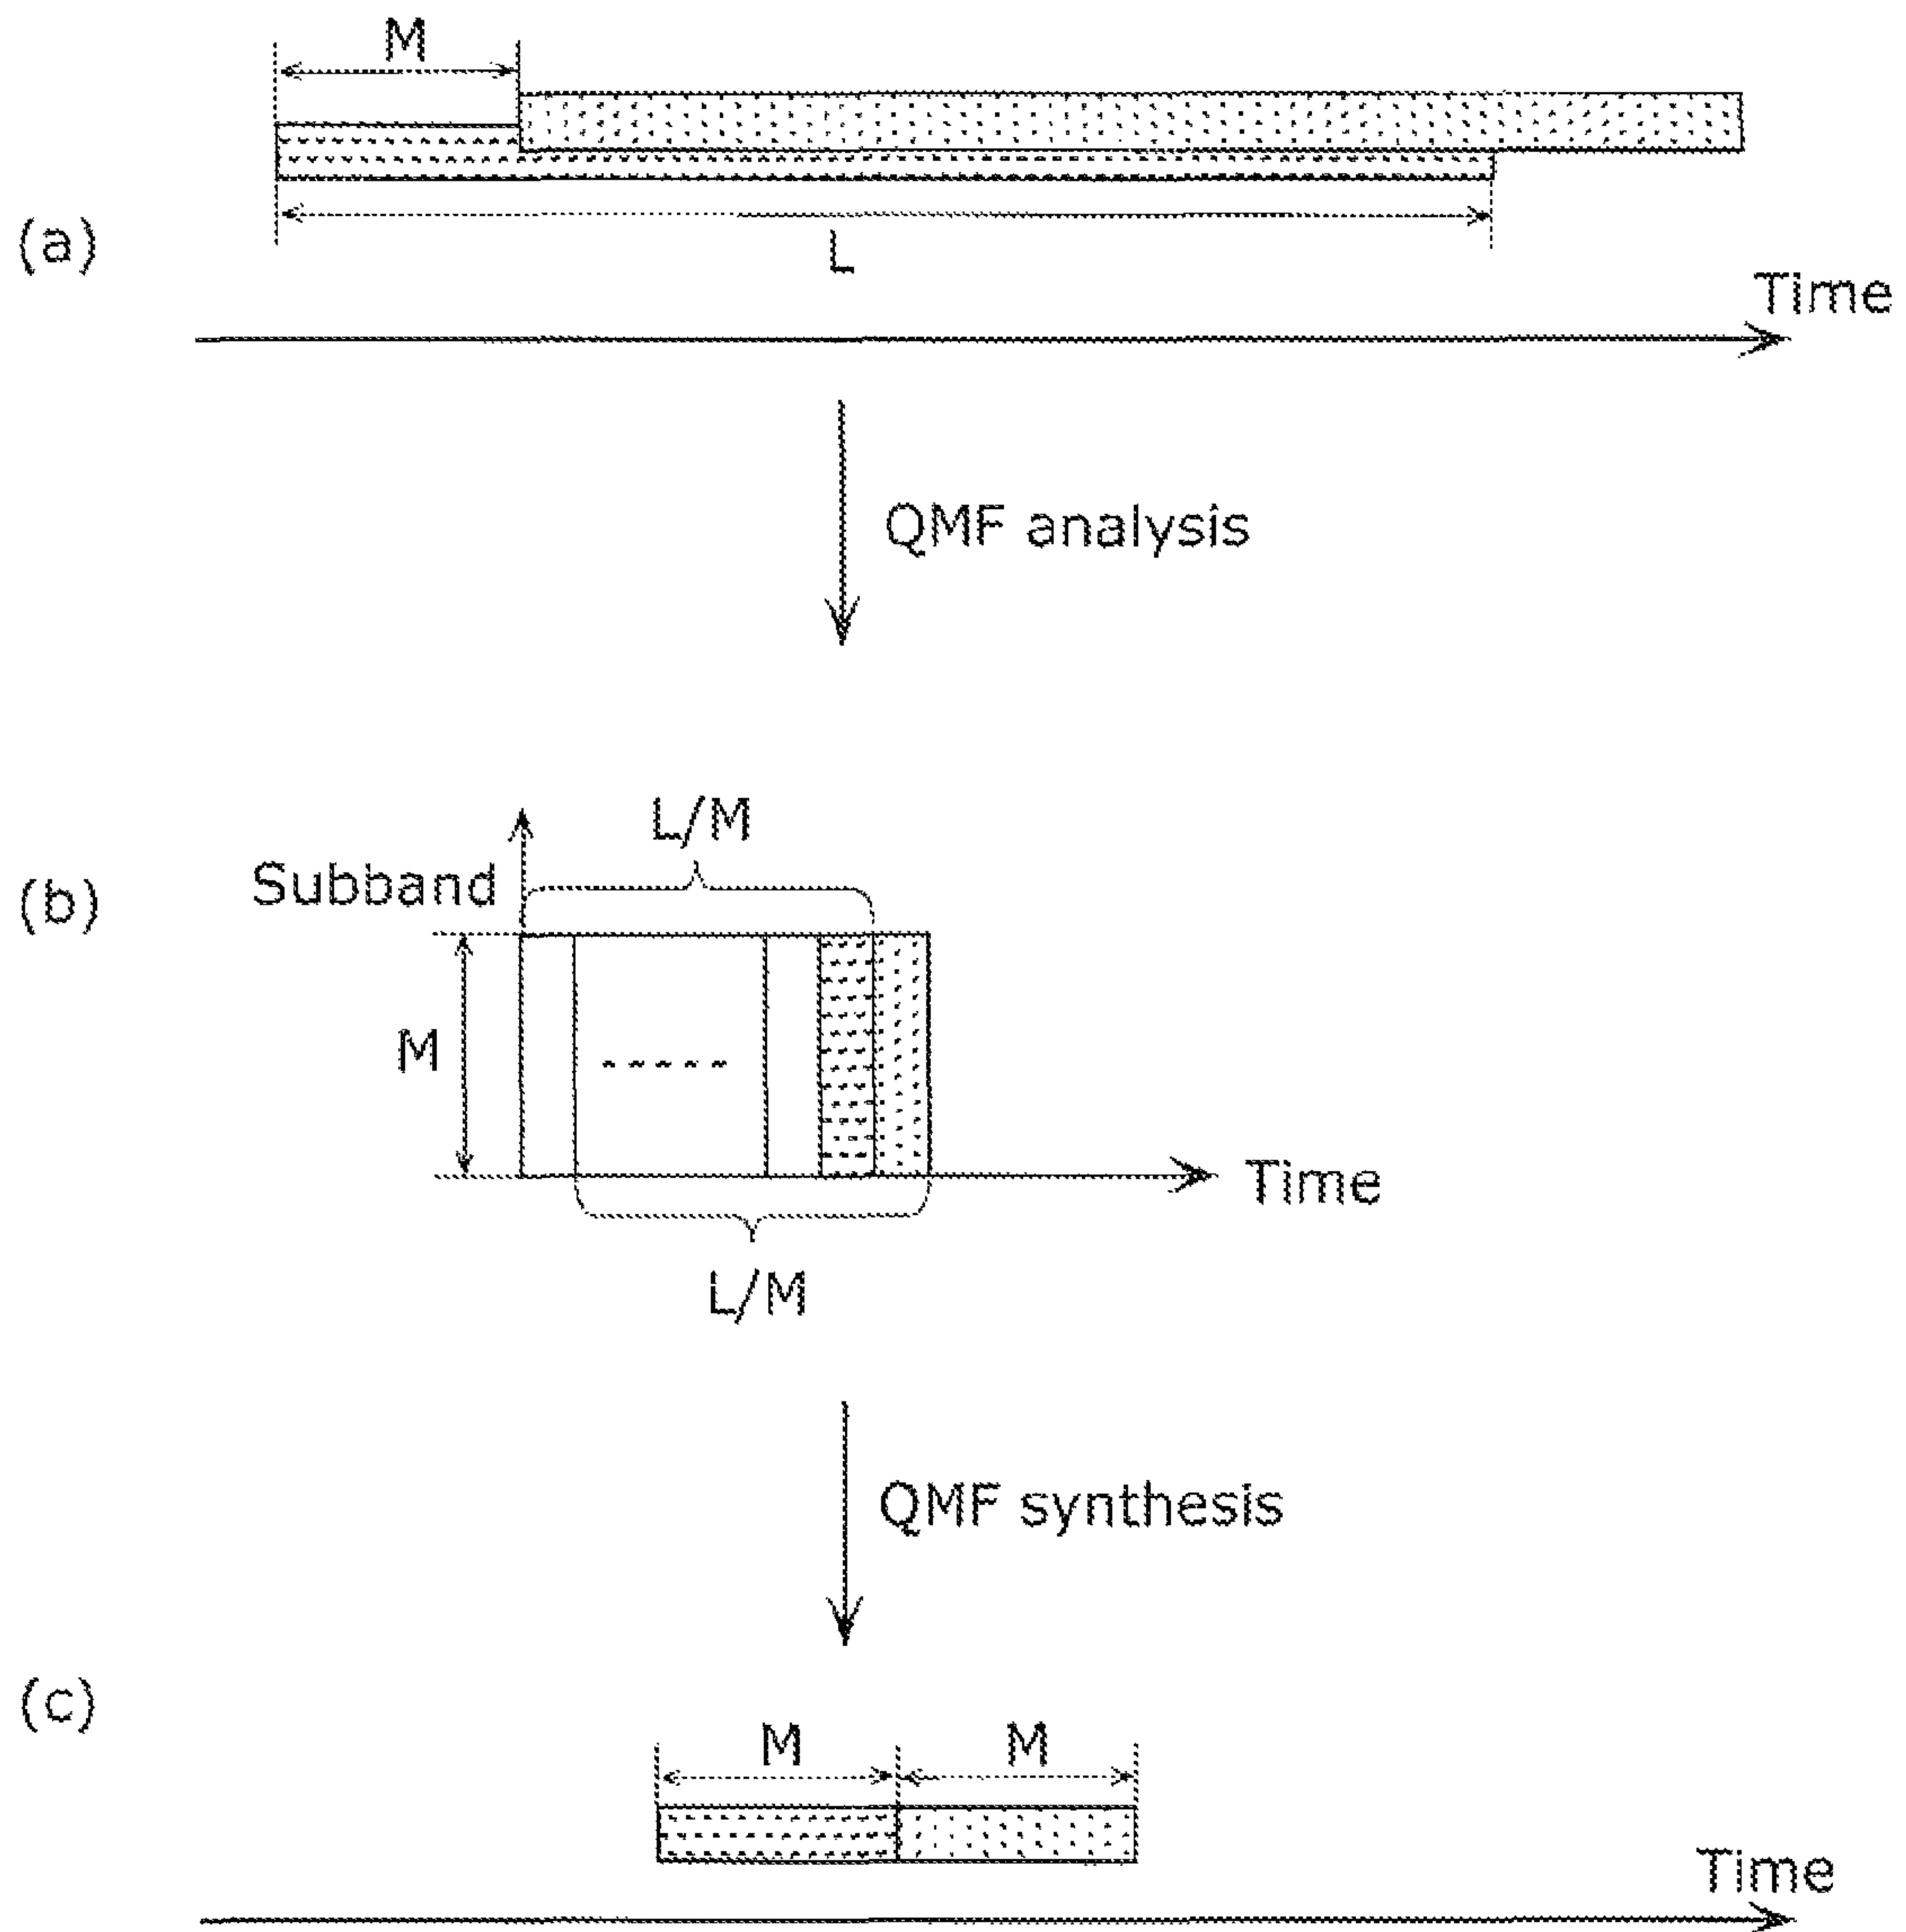 M
(a)
L
Time
QMF analysis
L/M
(b)
Subband
M
Time
L/M
QMF synthesis
(c)
M
M
Time